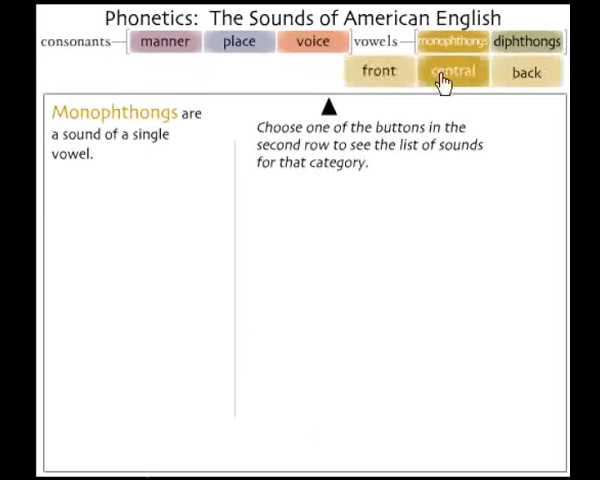 Phonetics: The Sounds of American English
consonants manner place voice vowels monophthongs diphthongs
front central back
Monophthongs are
a sound of a single
vowel.
Choose one of the buttons in the
second row to see the list of sounds
for that category.